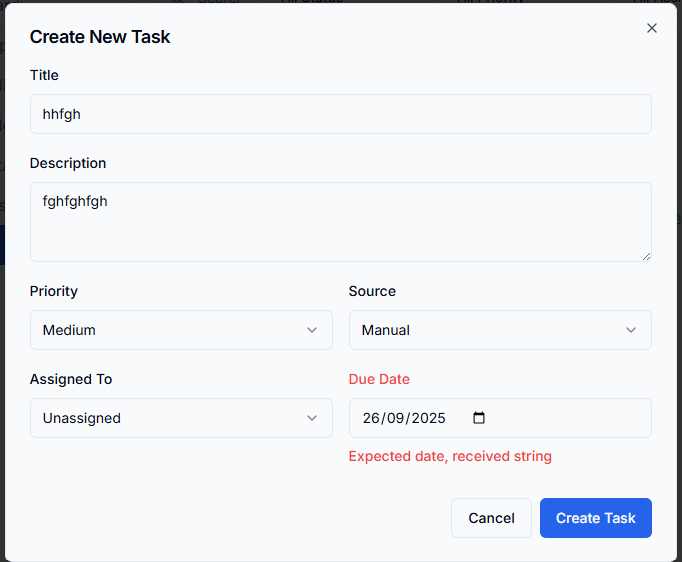 Create New Task
Title
hhfgh
Description
fghfghfgh
Priority
Source
Medium
Manual
Assigned To
Due Date
Unassigned
26/09/2025
Expected date, received string
Cancel
Create Task